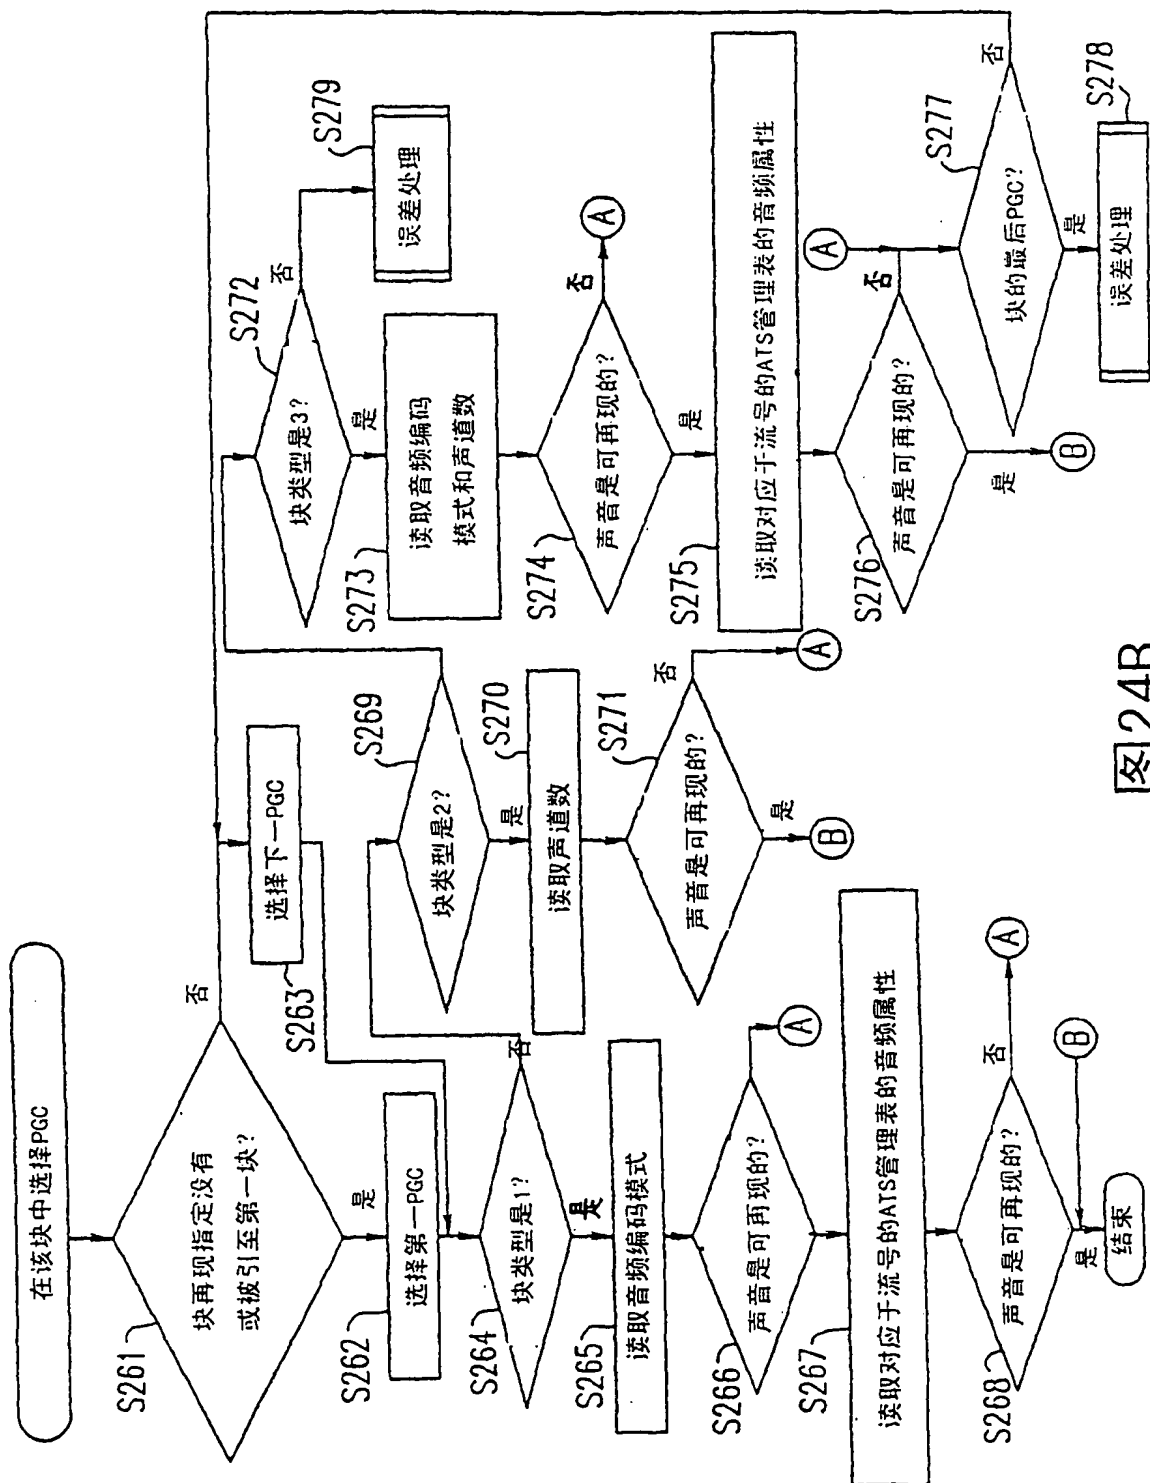 在该块中选择PGC
S261
块再现指定没有
或被引至第一块?
否
是
S262
选择第一PGC
S263
选择下一PGC
S264
块类型是1?
否
是
S265
读取音频编码模式
S266
声音是可再现的?
A
S267
读取对应于流号的ATS管理表的音频属性
S268
声音是可再现的?
否
A
是
B
结束
S269
块类型是2?
是
S270
读取声道数
S271
声音是可再现的?
否
A
是
B
S272
块类型是3?
否
S279
误差处理
是
S273
读取音频编码
模式和声道数
S274
声音是可再现的?
否
A
是
S275
读取对应于流号的ATS管理表的音频属性
S276
声音是可再现的?
否
A
是
B
S277
块的最后PGC?
否
是
S278
误差处理
图24B